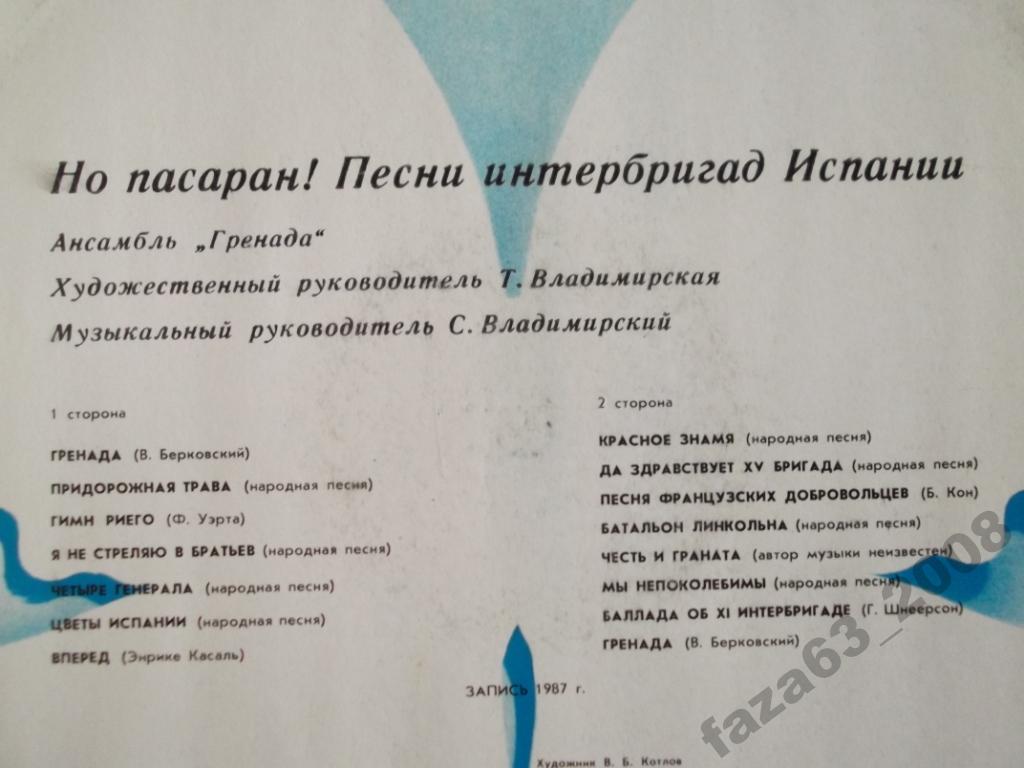 Но пасаран! Песни интербригад Испании
Ансамбль „Гренада“
Художественный руководитель Т. Владимирская
Музыкальный руководитель С. Владимирский
1 сторона
ГРЕНАДА (В. Берковский)
ПРИДОРОЖНАЯ ТРАВА (народная песня)
ГИМН РИЕГО (Ф. Уэрта)
Я НЕ СТРЕЛЯЮ В БРАТЬЕВ (народная песня)
ЧЕТЫРЕ ГЕНЕРАЛА (народная песня)
ЦВЕТЫ ИСПАНИИ (народная песня)
ВПЕРЕД (Энрике Касаль)
2 сторона
КРАСНОЕ ЗНАМЯ (народная песня)
ДА ЗДРАВСТВУЕТ XV БРИГАДА (народная песня)
ПЕСНЯ ФРАНЦУЗСКИХ ДОБРОВОЛЬЦЕВ (Б. Кон)
БАТАЛЬОН ЛИНКОЛЬНА (народная песня)
ЧЕСТЬ И ГРАНАТА (автор музыки неизвестен)
МЫ НЕПОКОЛЕБИМЫ (народная песня)
БАЛЛАДА ОБ XI ИНТЕРБРИГАДЕ (Г. Шнеерсон)
ГРЕНАДА (В. Берковский)
ЗАПИСЬ 1987 г.
Художник В. Б. Котлов
faza63_2008